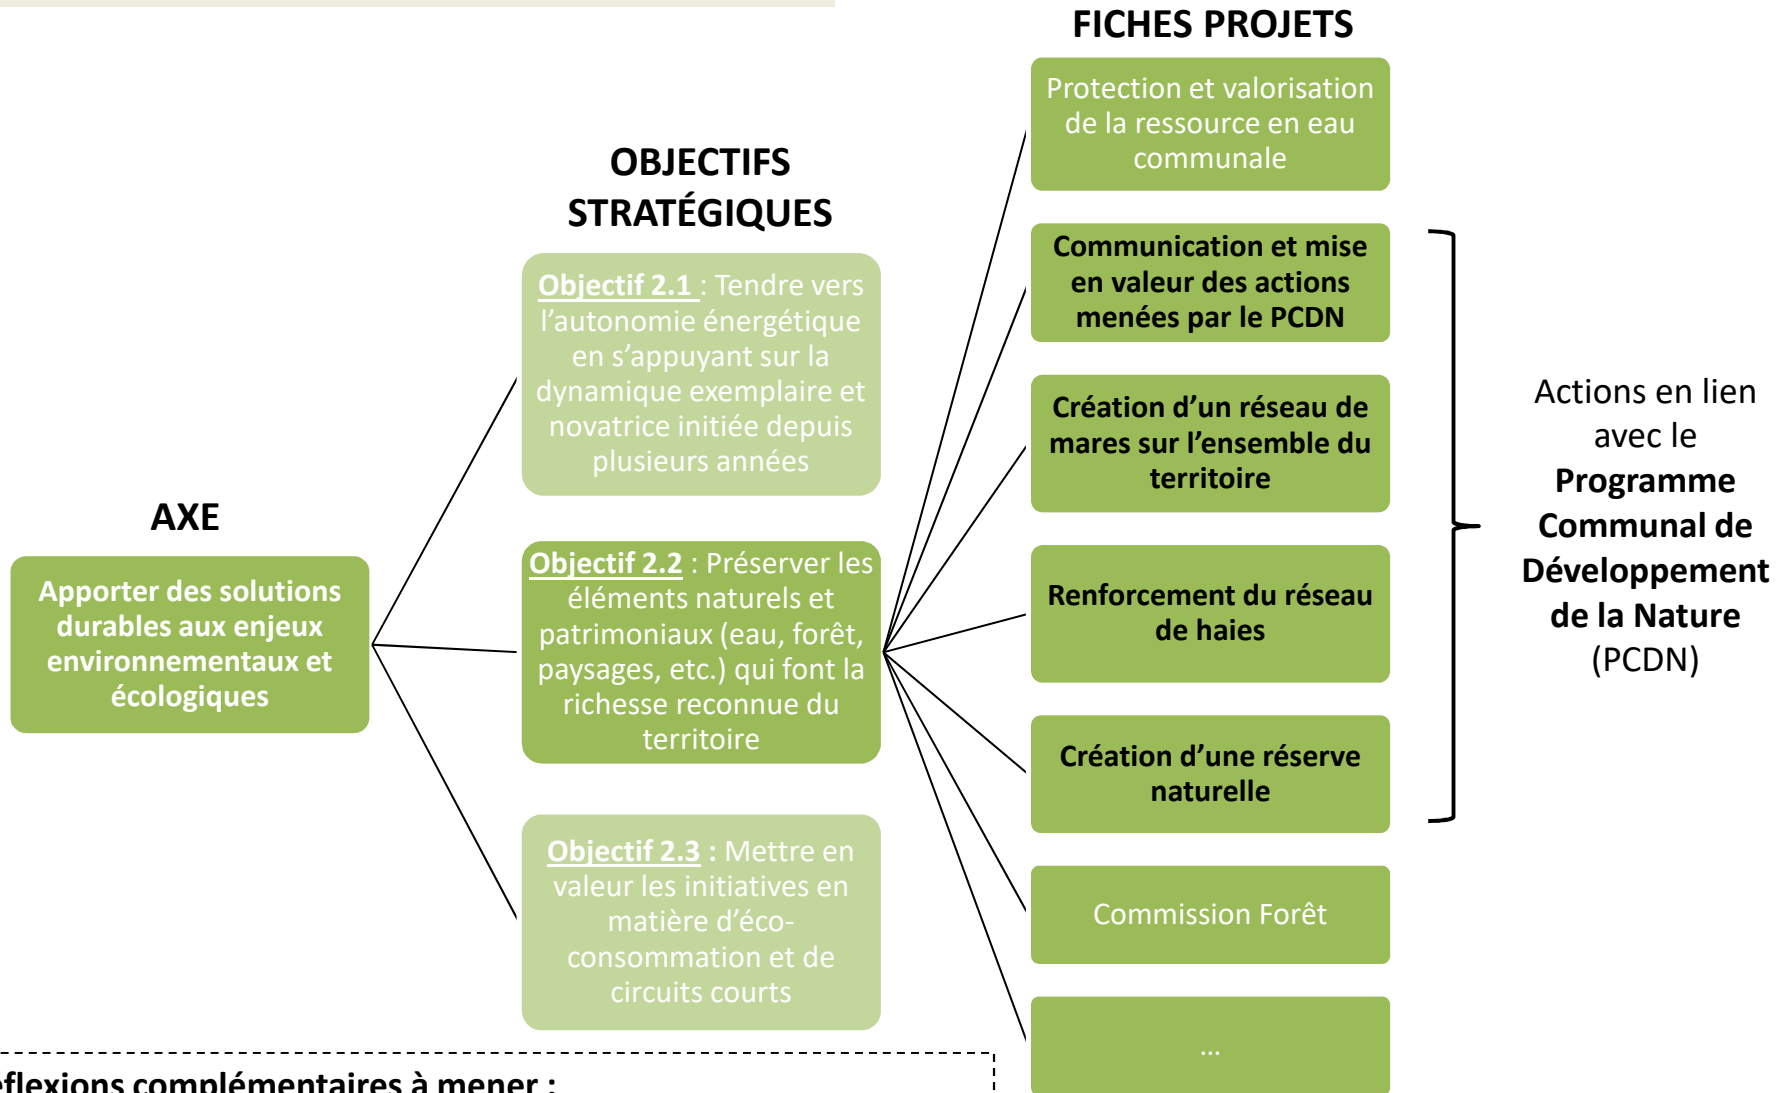 FICHES PROJETS
Protection et valorisation
de la ressource en eau
communale
OBJECTIFS
STRATÉGIQUES
Communication et mise
en valeur des actions
menées par le PCDN
Objectif 2.1 : Tendre vers
l’autonomie énergétique
en s’appuyant sur la
dynamique exemplaire et
novatrice initiée depuis
plusieurs années
Création d’un réseau de
mares sur l’ensemble du
territoire
Actions en lien
avec le
Programme
Communal de
Développement
de la Nature
(PCDN)
AXE
Apporter des solutions
durables aux enjeux
environnementaux et
écologiques
Objectif 2.2 : Préserver les
éléments naturels et
patrimoniaux (eau, forêt,
paysages, etc.) qui font la
richesse reconnue du
territoire
Renforcement du réseau
de haies
Création d’une réserve
naturelle
Objectif 2.3 : Mettre en
valeur les initiatives en
matière d’éco-
consommation et de
circuits courts
Commission Forêt
...
éflexions complémentaires à mener :